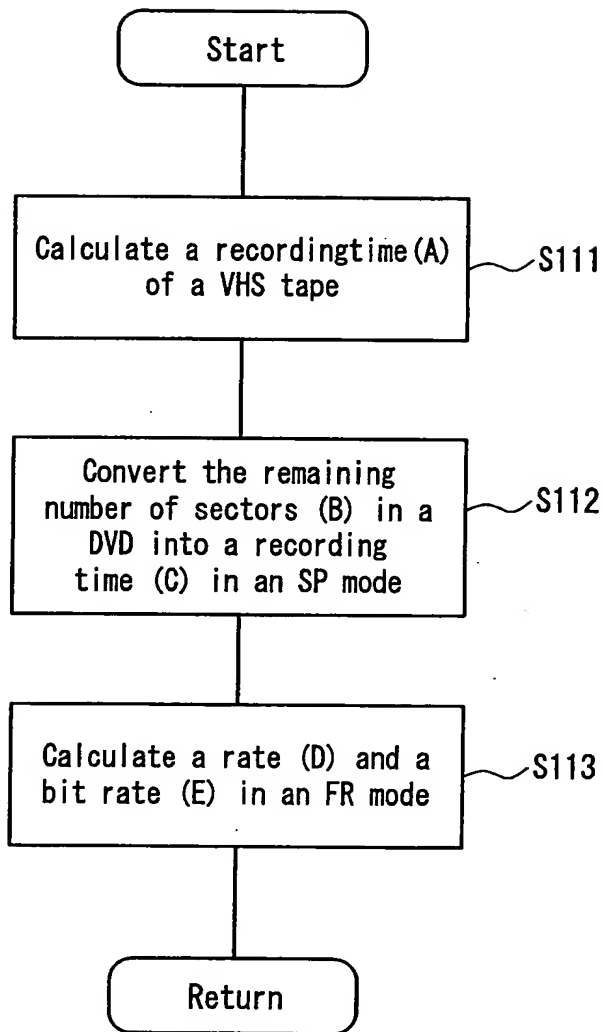 Start
Calculate a recordingtime(A)
of a VHS tape
S111
Convert the remaining
number of sectors (B) in a
DVD into a recording
time (C) in an SP mode
S112
Calculate a rate (D) and a
bit rate (E) in an FR mode
S113
Return